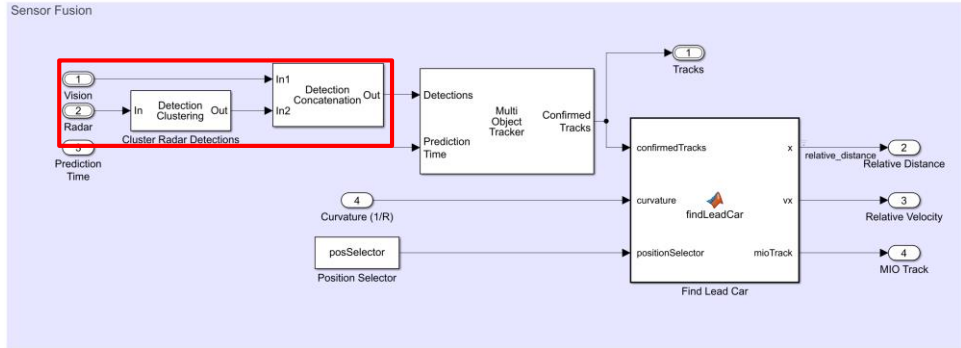 Sensor Fusion
1
Vision
2
Radar
In
Detection
Clustering
Out
Cluster Radar Detections
3
Prediction
Time
In1
In2
Detection
Concatenation
Out
Detections
Prediction
Time
Multi
Object
Tracker
Confirmed
Tracks
1
Tracks
4
Curvature (1/R)
posSelector
Position Selector
confirmedTracks
curvature
positionSelector
findLeadCar
x
vx
mioTrack
Find Lead Car
relative_distance
2
Relative Distance
3
Relative Velocity
4
MIO Track